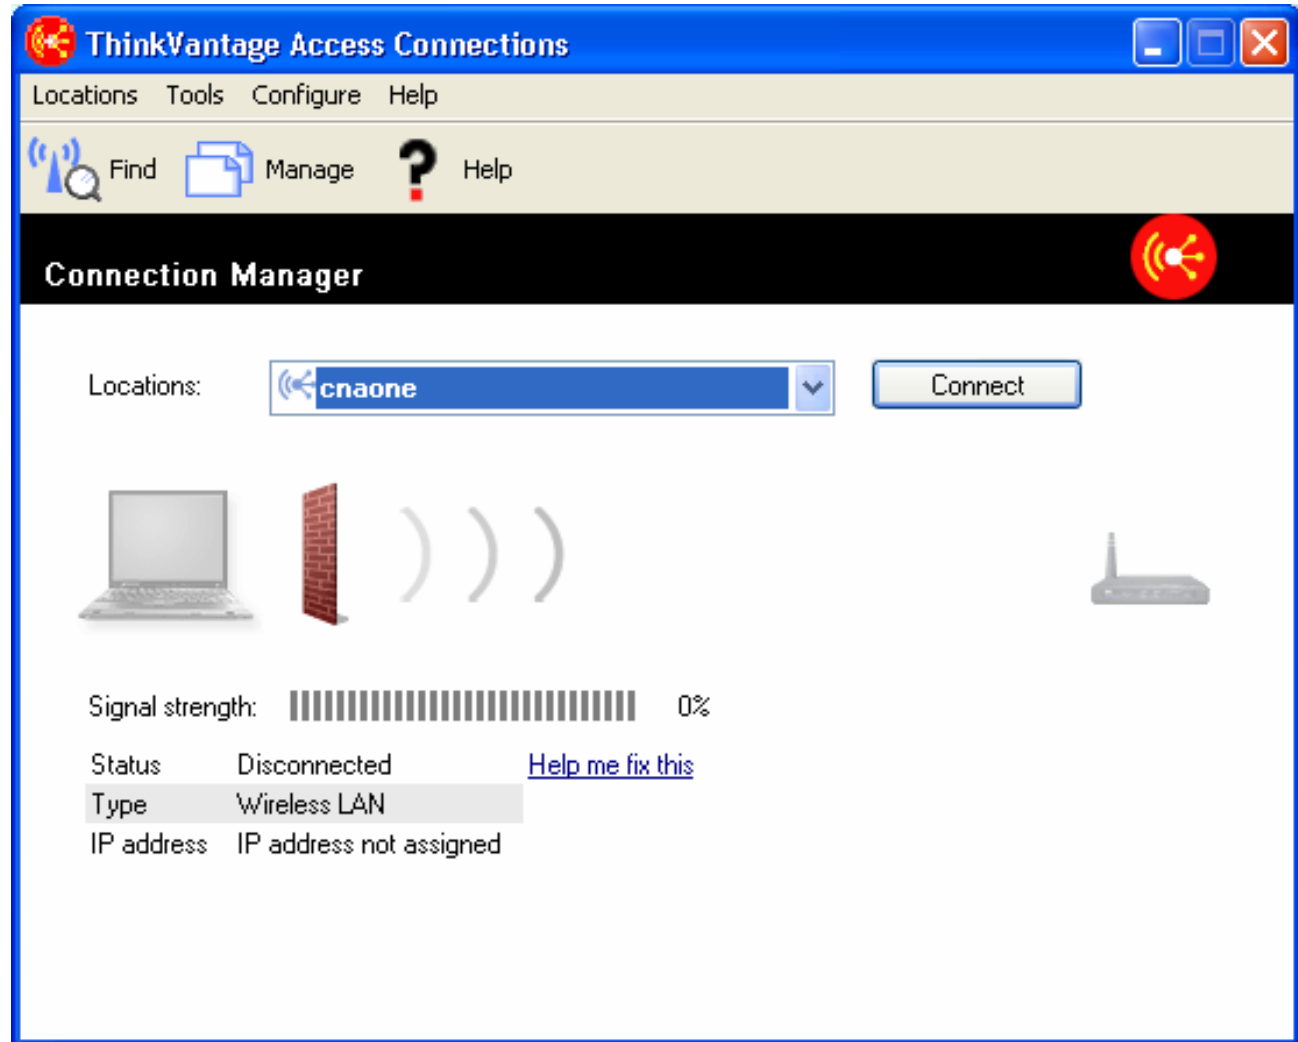 ThinkVantage Access Connections
Locations Tools Configure Help
Find Manage ? Help
Connection Manager
Locations: cnaone Connect
Signal strength: 0%
Status Disconnected Help me fix this
Type Wireless LAN
IP address IP address not assigned